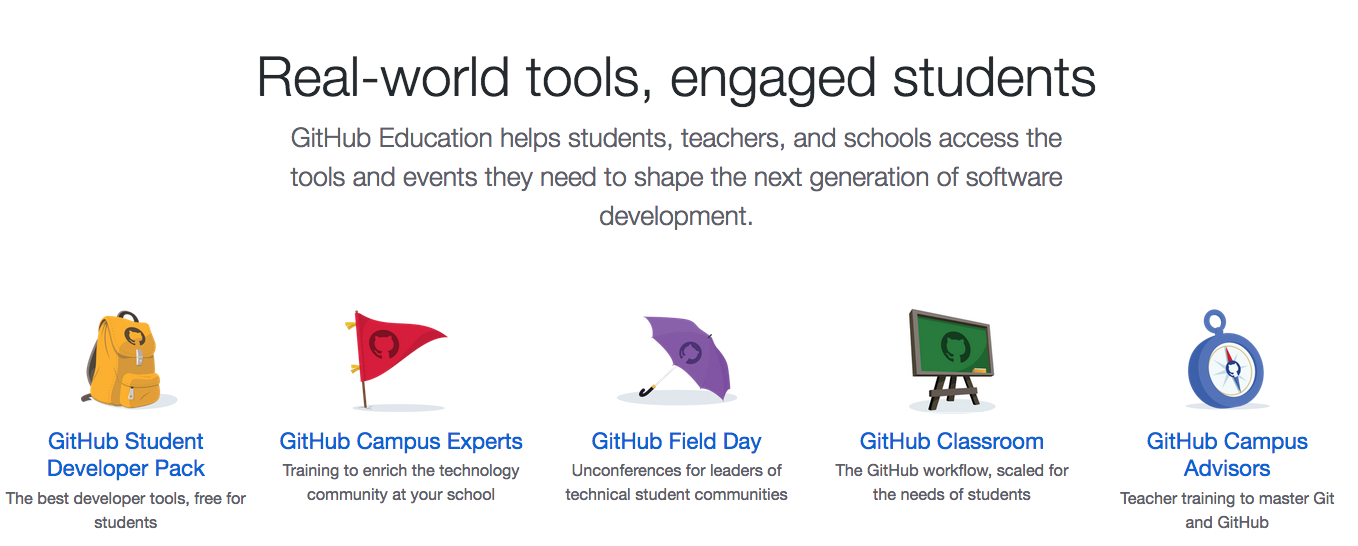 Real-world tools, engaged students
GitHub Education helps students, teachers, and schools access the
tools and events they need to shape the next generation of software
development.
GitHub Student
Developer Pack
The best developer tools, free for
students
GitHub Campus Experts
Training to enrich the technology
community at your school
GitHub Field Day
Unconferences for leaders of
technical student communities
GitHub Classroom
The GitHub workflow, scaled for
the needs of students
GitHub Campus
Advisors
Teacher training to master Git
and GitHub